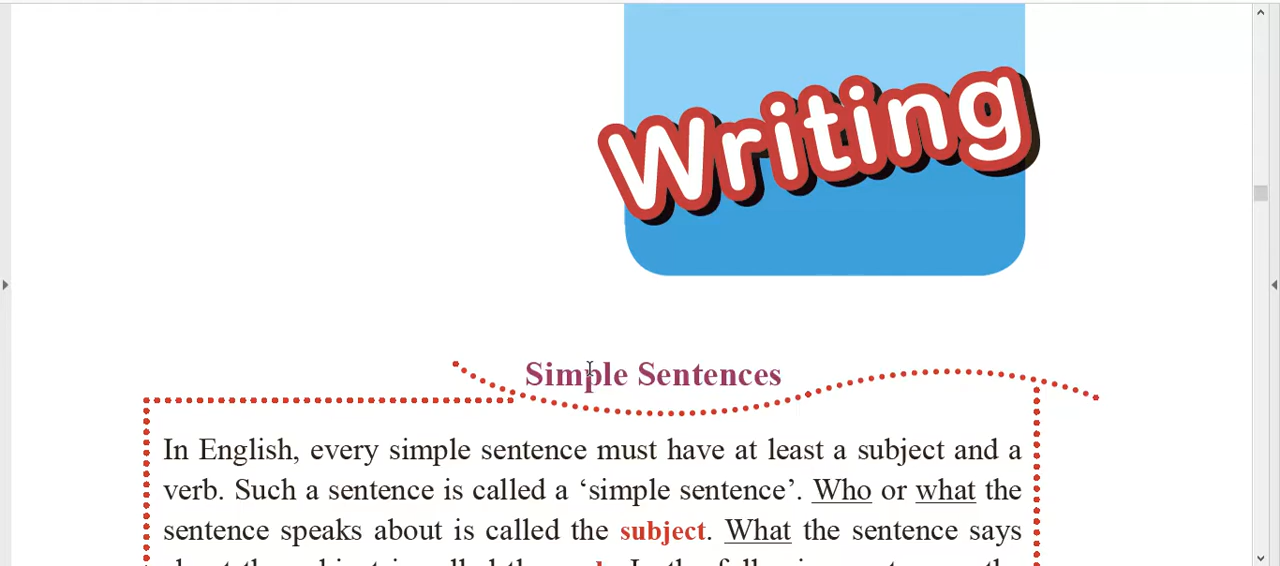 Writing
Simple Sentences
In English, every simple sentence must have at least a subject and a
verb. Such a sentence is called a ‘simple sentence’. Who or what the
sentence speaks about is called the subject. What the sentence says